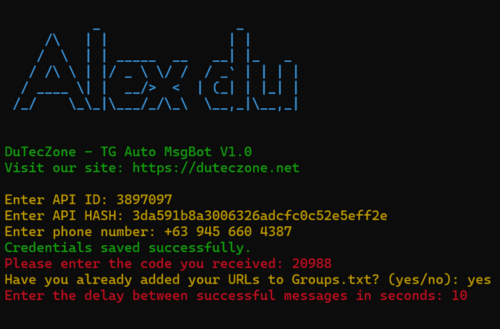 Alex du
DuTecZone - TG Auto MsgBot V1.0
Visit our site: https://duteczone.net
Enter API ID: 3897097
Enter API HASH: 3da591b8a3006326adcfc0c52e5eff2e
Enter phone number: +63 945 660 4387
Credentials saved successfully.
Please enter the code you received: 20988
Have you already added your URLs to Groups.txt? (yes/no): yes
Enter the delay between successful messages in seconds: 10